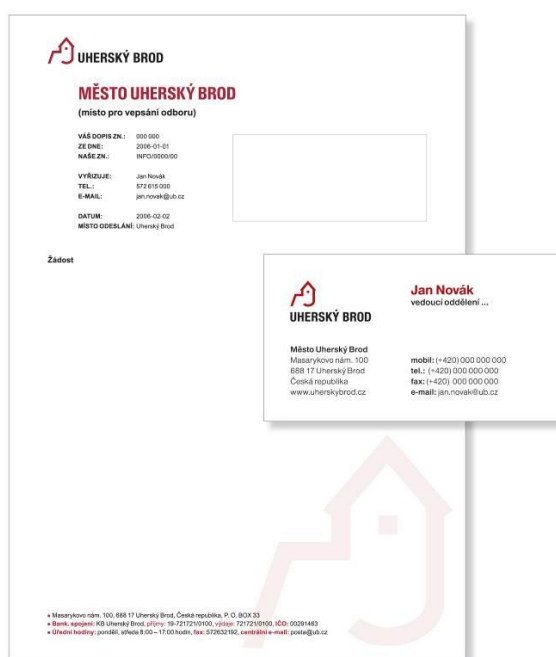 UHERSKÝ BROD
MĚSTO UHERSKÝ BROD
(místo pro vepsání odboru)
VÁŠ DOPIS ZN.: 000 000
ZE DNE: 2006-01-01
NAŠE ZN.: INFO/0000/00
VYŘIZUJE: Jan Novák
TEL.: 572 615 000
E-MAIL: jan.novak@ub.cz
DATUM: 2006-02-02
MÍSTO ODESLÁNÍ: Uherský Brod
Žádost
UHERSKÝ BROD
Jan Novák
vedoucí oddělení ...
Město Uherský Brod
Masarykovo nám. 100
688 17 Uherský Brod
Česká republika
www.uherskybrod.cz
mobil: (+420) 000 000 000
tel.: (+420) 000 000 000
fax: (+420) 000 000 000
e-mail: jan.novak@ub.cz
Masarykovo nám. 100, 688 17 Uherský Brod, Česká republika, P. O. BOX 33
Bank. spojení: KB Uherský Brod, příjmy: 19-721721/0100, výdaje: 721721/0100, IČO: 00291463
Úřední hodiny: pondělí, středa 8:00 – 17:00 hodin, fax: 572632192, centrální e-mail: posta@ub.cz